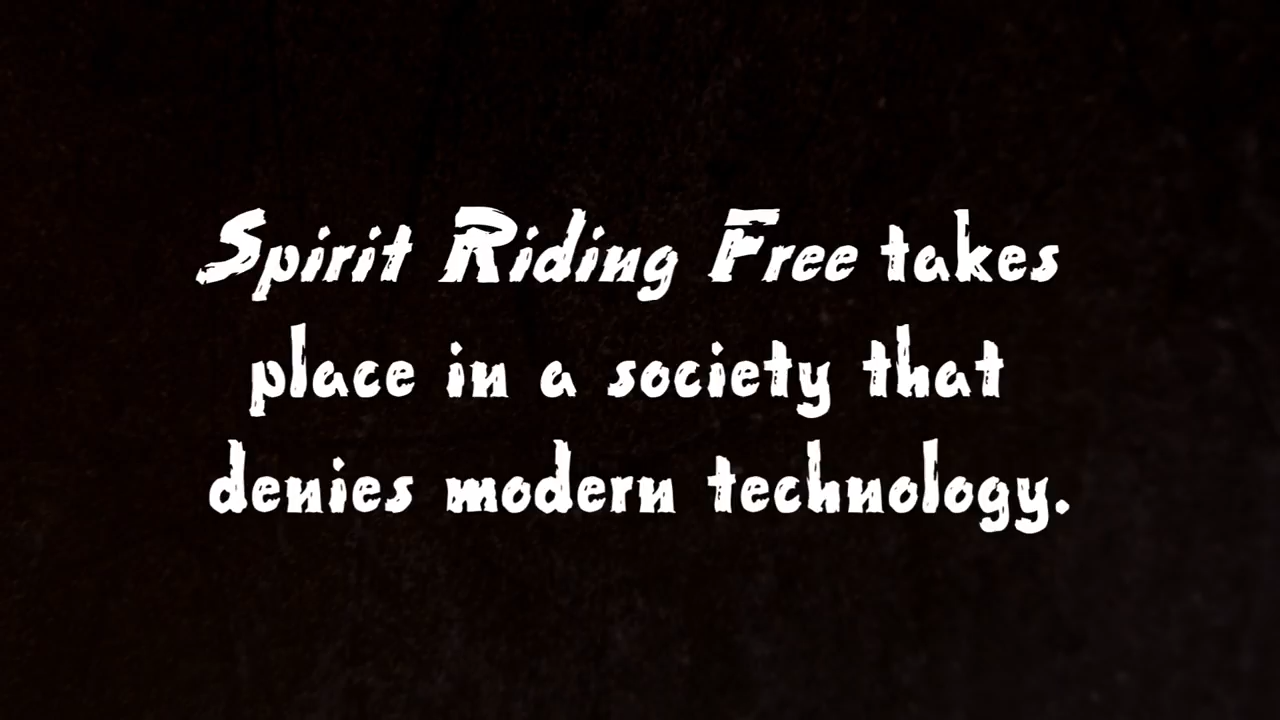 Spirit Riding Free takes
place in a society that
denies modern technology.